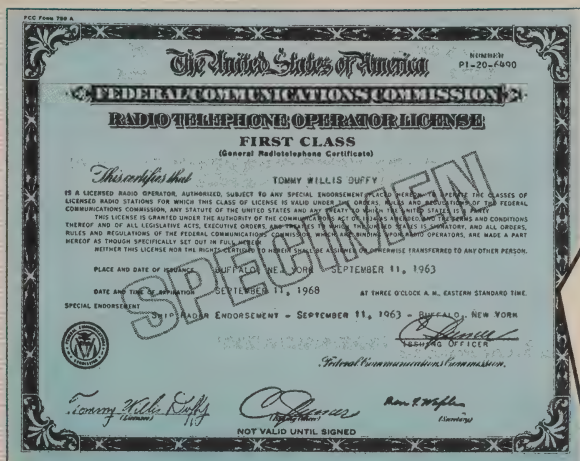 FCC Form 759 A
The United States of America
NUMBER
P1-20-6490
FEDERAL COMMUNICATIONS COMMISSION
RADIO TELEPHONE OPERATOR LICENSE
FIRST CLASS
(General Radiotelephone Certificate)
This certifies that TOMMY WILLIS DUFFY
IS A LICENSED RADIO OPERATOR, AUTHORIZED, SUBJECT TO ANY SPECIAL ENDORSEMENT PLACED HEREON, TO OPERATE THE CLASSES OF
LICENSED RADIO STATIONS FOR WHICH THIS CLASS OF LICENSE IS VALID UNDER THE ORDERS, RULES AND REGULATIONS OF THE FEDERAL
COMMUNICATIONS COMMISSION, ANY STATUTE OF THE UNITED STATES AND ANY TREATY TO WHICH THE UNITED STATES IS A PARTY
THIS LICENSE IS GRANTED UNDER THE AUTHORITY OF THE COMMUNICATIONS ACT OF 1934 AS AMENDED AND THE TERMS AND CONDITIONS
THEREOF AND OF ALL LEGISLATIVE ACTS, EXECUTIVE ORDERS, AND TREATIES TO WHICH THE UNITED STATES IS SIGNATORY, AND ALL ORDERS,
RULES AND REGULATIONS OF THE FEDERAL COMMUNICATIONS COMMISSION, WHICH ARE BINDING UPON RADIO OPERATORS, ARE MADE A PART
HEREOF AS THOUGH SPECIFICALLY SET OUT IN FULL HEREIN
NEITHER THIS LICENSE NOR THE RIGHTS CERTIFIED TO HEREIN SHALL BE ASSIGNED OR OTHERWISE TRANSFERRED TO ANY OTHER PERSON.
PLACE AND DATE OF ISSUANCE BUFFALO, NEW YORK - SEPTEMBER 11, 1963
DATE AND TIME OF EXPIRATION SEPTEMBER 11, 1968 AT THREE O'CLOCK A. M., EASTERN STANDARD TIME.
SPECIAL ENDORSEMENT
SHIPSRADAR ENDORSEMENT - SEPTEMBER 11, 1963 - BUFFALO, NEW YORK
SPECIMEN
ISSUING OFFICER
Federal Communications Commission.
Tommy Willis Duffy
(Licensee)
(Issuing Officer)
Ben F. Waple
(Secretary)
NOT VALID UNTIL SIGNED